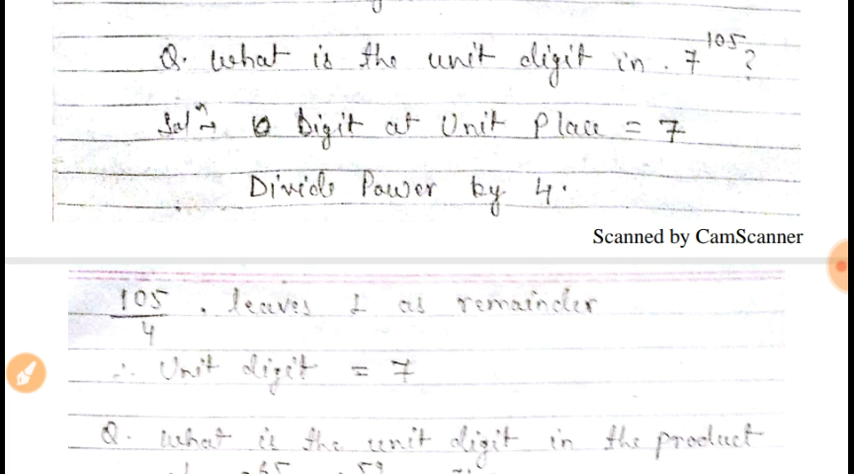 Q. What is the unit digit in . 7^105 ?
Sol^n → Digit at Unit Place = 7
Divide Power by 4.
Scanned by CamScanner
105/4 . leaves 1 as remainder
∴ Unit digit = 7
Q. what is the unit digit in the product